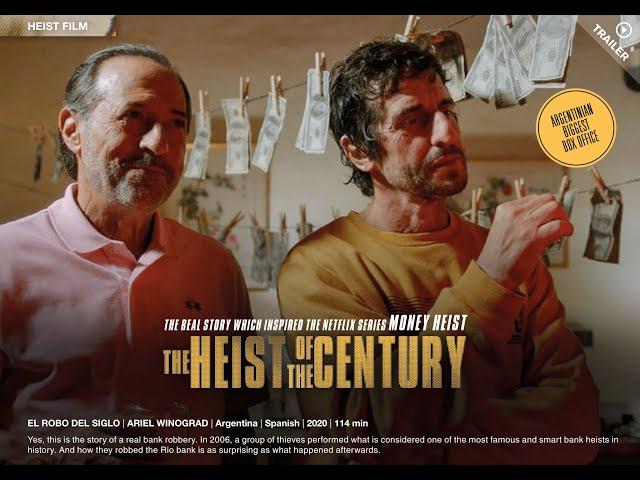 HEIST FILM
TRAILER
ARGENTINIAN
BIGGEST
BOX OFFICE
THE REAL STORY WHICH INSPIRED THE NETFLIX SERIES MONEY HEIST
THE HEIST OF THE CENTURY
EL ROBO DEL SIGLO | ARIEL WINOGRAD | Argentina | Spanish | 2020 | 114 min
Yes, this is the story of a real bank robbery. In 2006, a group of thieves performed what is considered one of the most famous and smart bank heists in
history. And how they robbed the Rio bank is as surprising as what happened afterwards.